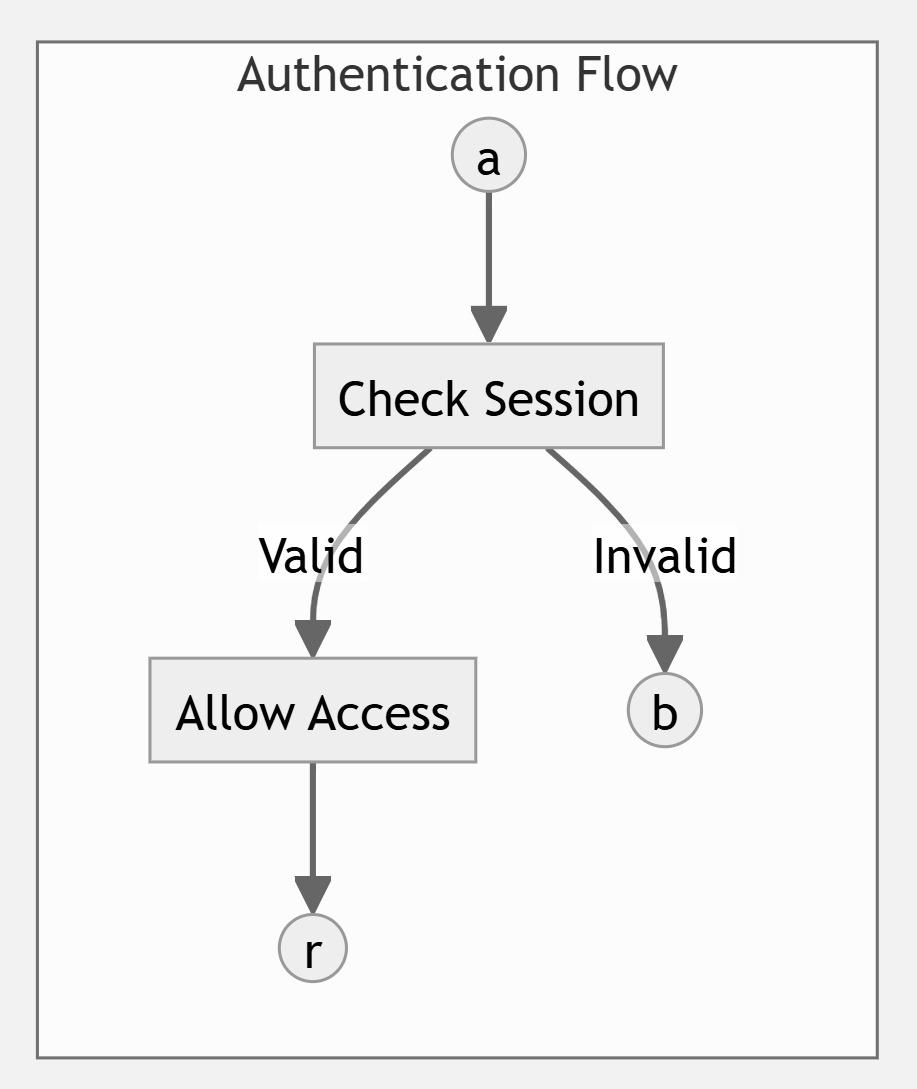 Authentication Flow
a
Check Session
Valid
Invalid
Allow Access
b
r